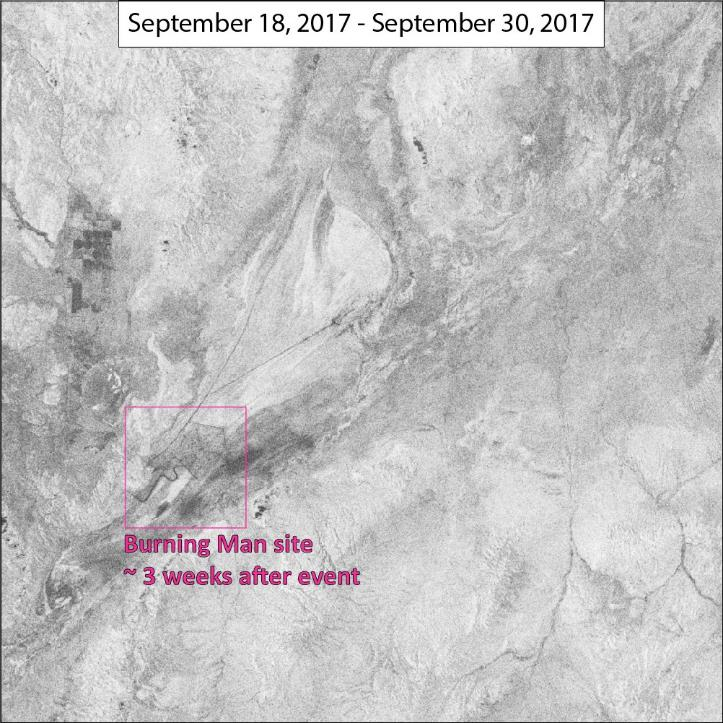 September 18, 2017 - September 30, 2017
Burning Man site
~ 3 weeks after event